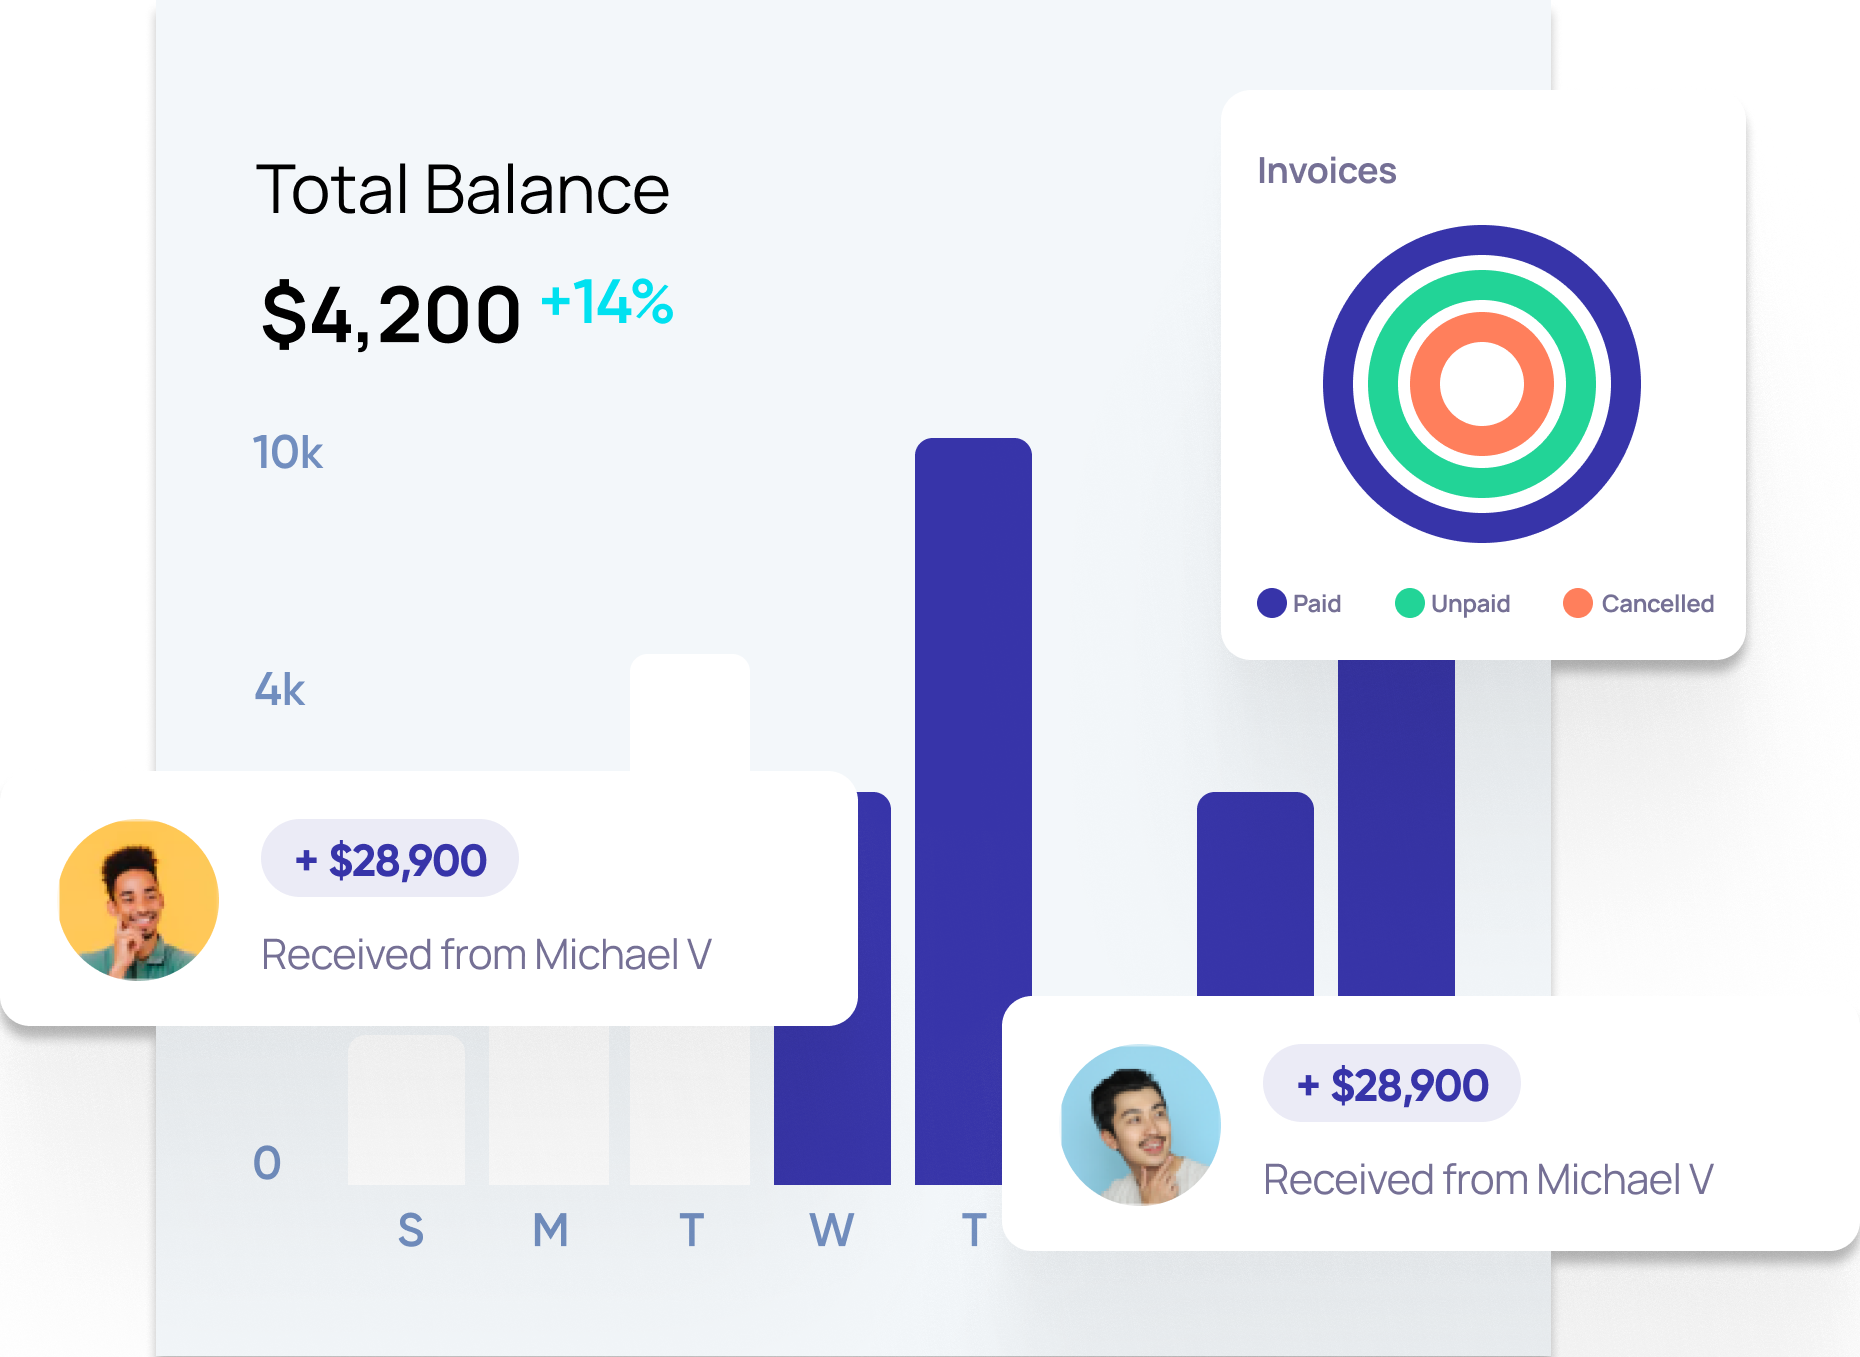 Total Balance
$4,200 +14%
Invoices
Paid
Unpaid
Cancelled
10k
4k
0
+ $28,900
Received from Michael V
+ $28,900
Received from Michael V
S M T W T